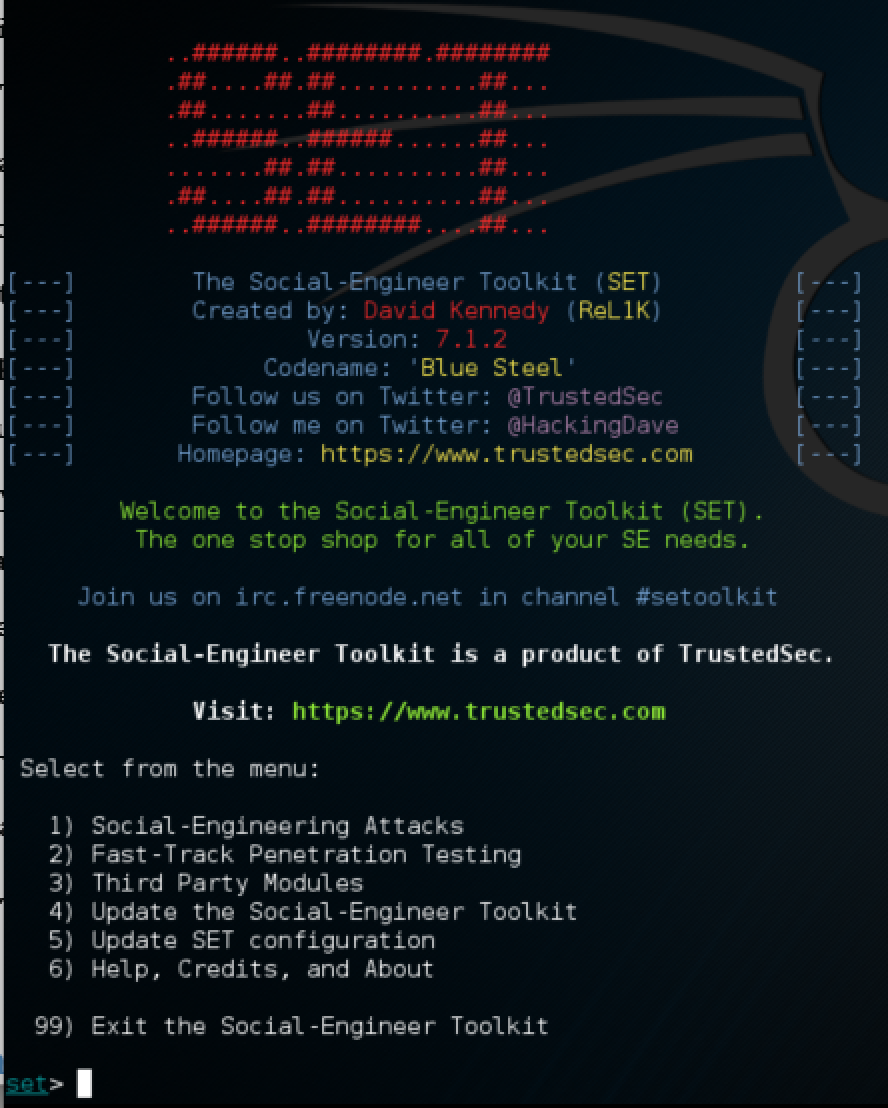 ..######..########.########
.##....##.##..........##...
.##.......##..........##...
..######..######......##...
.......##.##..........##...
.##....##.##..........##...
..######..########....##...
[---] The Social-Engineer Toolkit (SET) [---]
[---] Created by: David Kennedy (ReL1K) [---]
[---] Version: 7.1.2 [---]
[---] Codename: 'Blue Steel' [---]
[---] Follow us on Twitter: @TrustedSec [---]
[---] Follow me on Twitter: @HackingDave [---]
[---] Homepage: https://www.trustedsec.com [---]
Welcome to the Social-Engineer Toolkit (SET).
The one stop shop for all of your SE needs.
Join us on irc.freenode.net in channel #setoolkit
The Social-Engineer Toolkit is a product of TrustedSec.
Visit: https://www.trustedsec.com
Select from the menu:
1) Social-Engineering Attacks
2) Fast-Track Penetration Testing
3) Third Party Modules
4) Update the Social-Engineer Toolkit
5) Update SET configuration
6) Help, Credits, and About
99) Exit the Social-Engineer Toolkit
set>